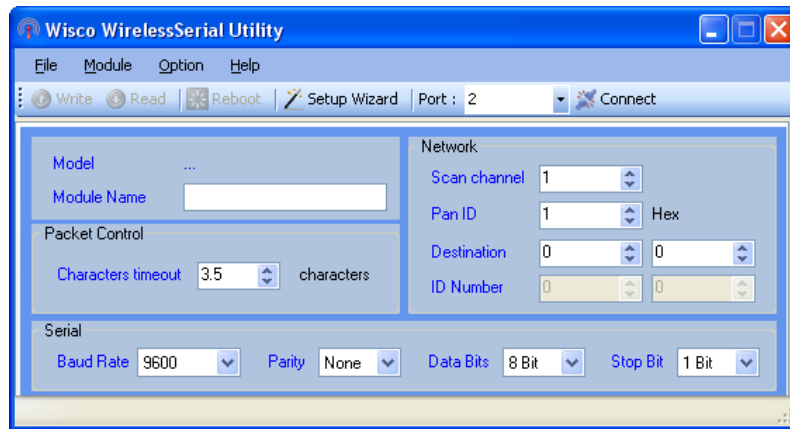 Wisco WirelessSerial Utility
File Module Option Help
Write Read Reboot Setup Wizard Port : 2 Connect
Model ...
Module Name
Packet Control
Characters timeout 3.5 characters
Network
Scan channel 1
Pan ID 1 Hex
Destination 0 0
ID Number 0 0
Serial
Baud Rate 9600 Parity None Data Bits 8 Bit Stop Bit 1 Bit